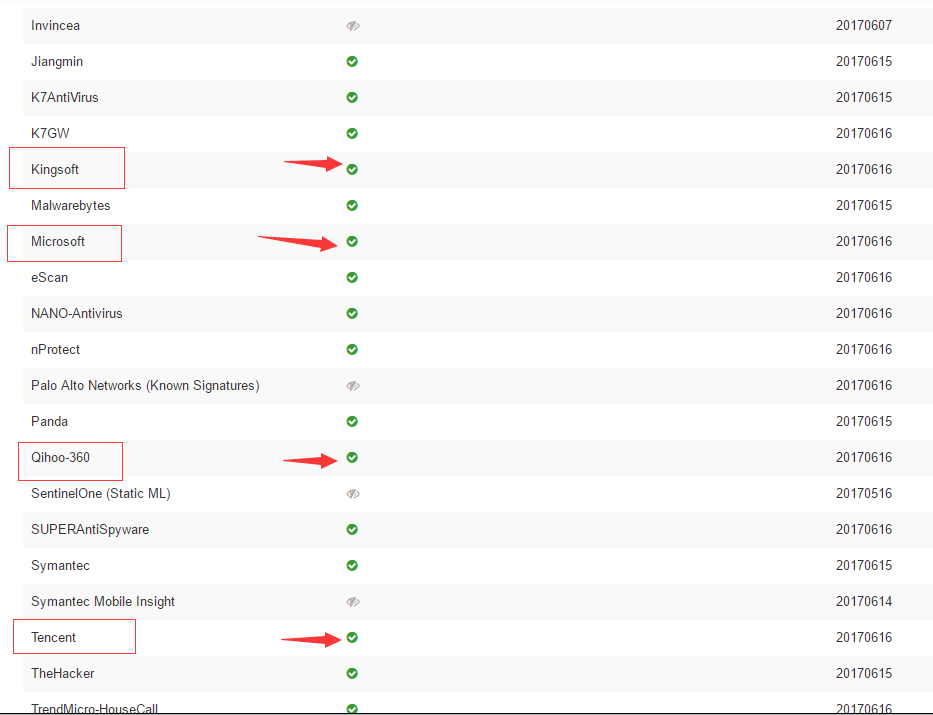 Invincea 20170607
Jiangmin 20170615
K7AntiVirus 20170615
K7GW 20170616
Kingsoft 20170616
Malwarebytes 20170615
Microsoft 20170616
eScan 20170616
NANO-Antivirus 20170616
nProtect 20170616
Palo Alto Networks (Known Signatures) 20170616
Panda 20170615
Qihoo-360 20170616
SentinelOne (Static ML) 20170516
SUPERAntiSpyware 20170616
Symantec 20170615
Symantec Mobile Insight 20170614
Tencent 20170616
TheHacker 20170615
TrendMicro-HouseCall 20170616